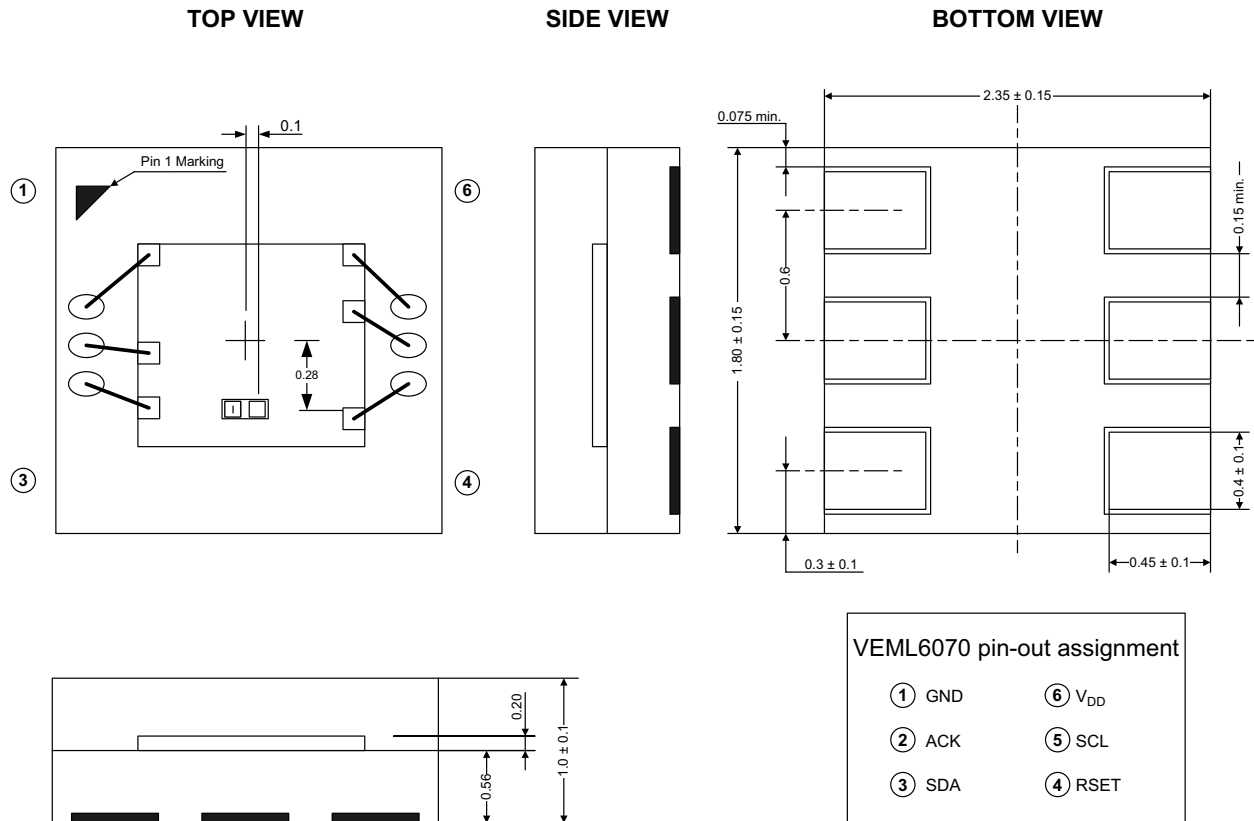 TOP VIEW
SIDE VIEW
BOTTOM VIEW
2.35 ± 0.15
0.075 min.
0.1
Pin 1 Marking
1
6
0.15 min.
0.6
1.80 ± 0.15
0.28
3
4
0.4 ± 0.1
0.3 ± 0.1
0.45 ± 0.1
VEML6070 pin-out assignment
1 GND
6 VDD
2 ACK
5 SCL
3 SDA
4 RSET
0.20
1.0 ± 0.1
0.56